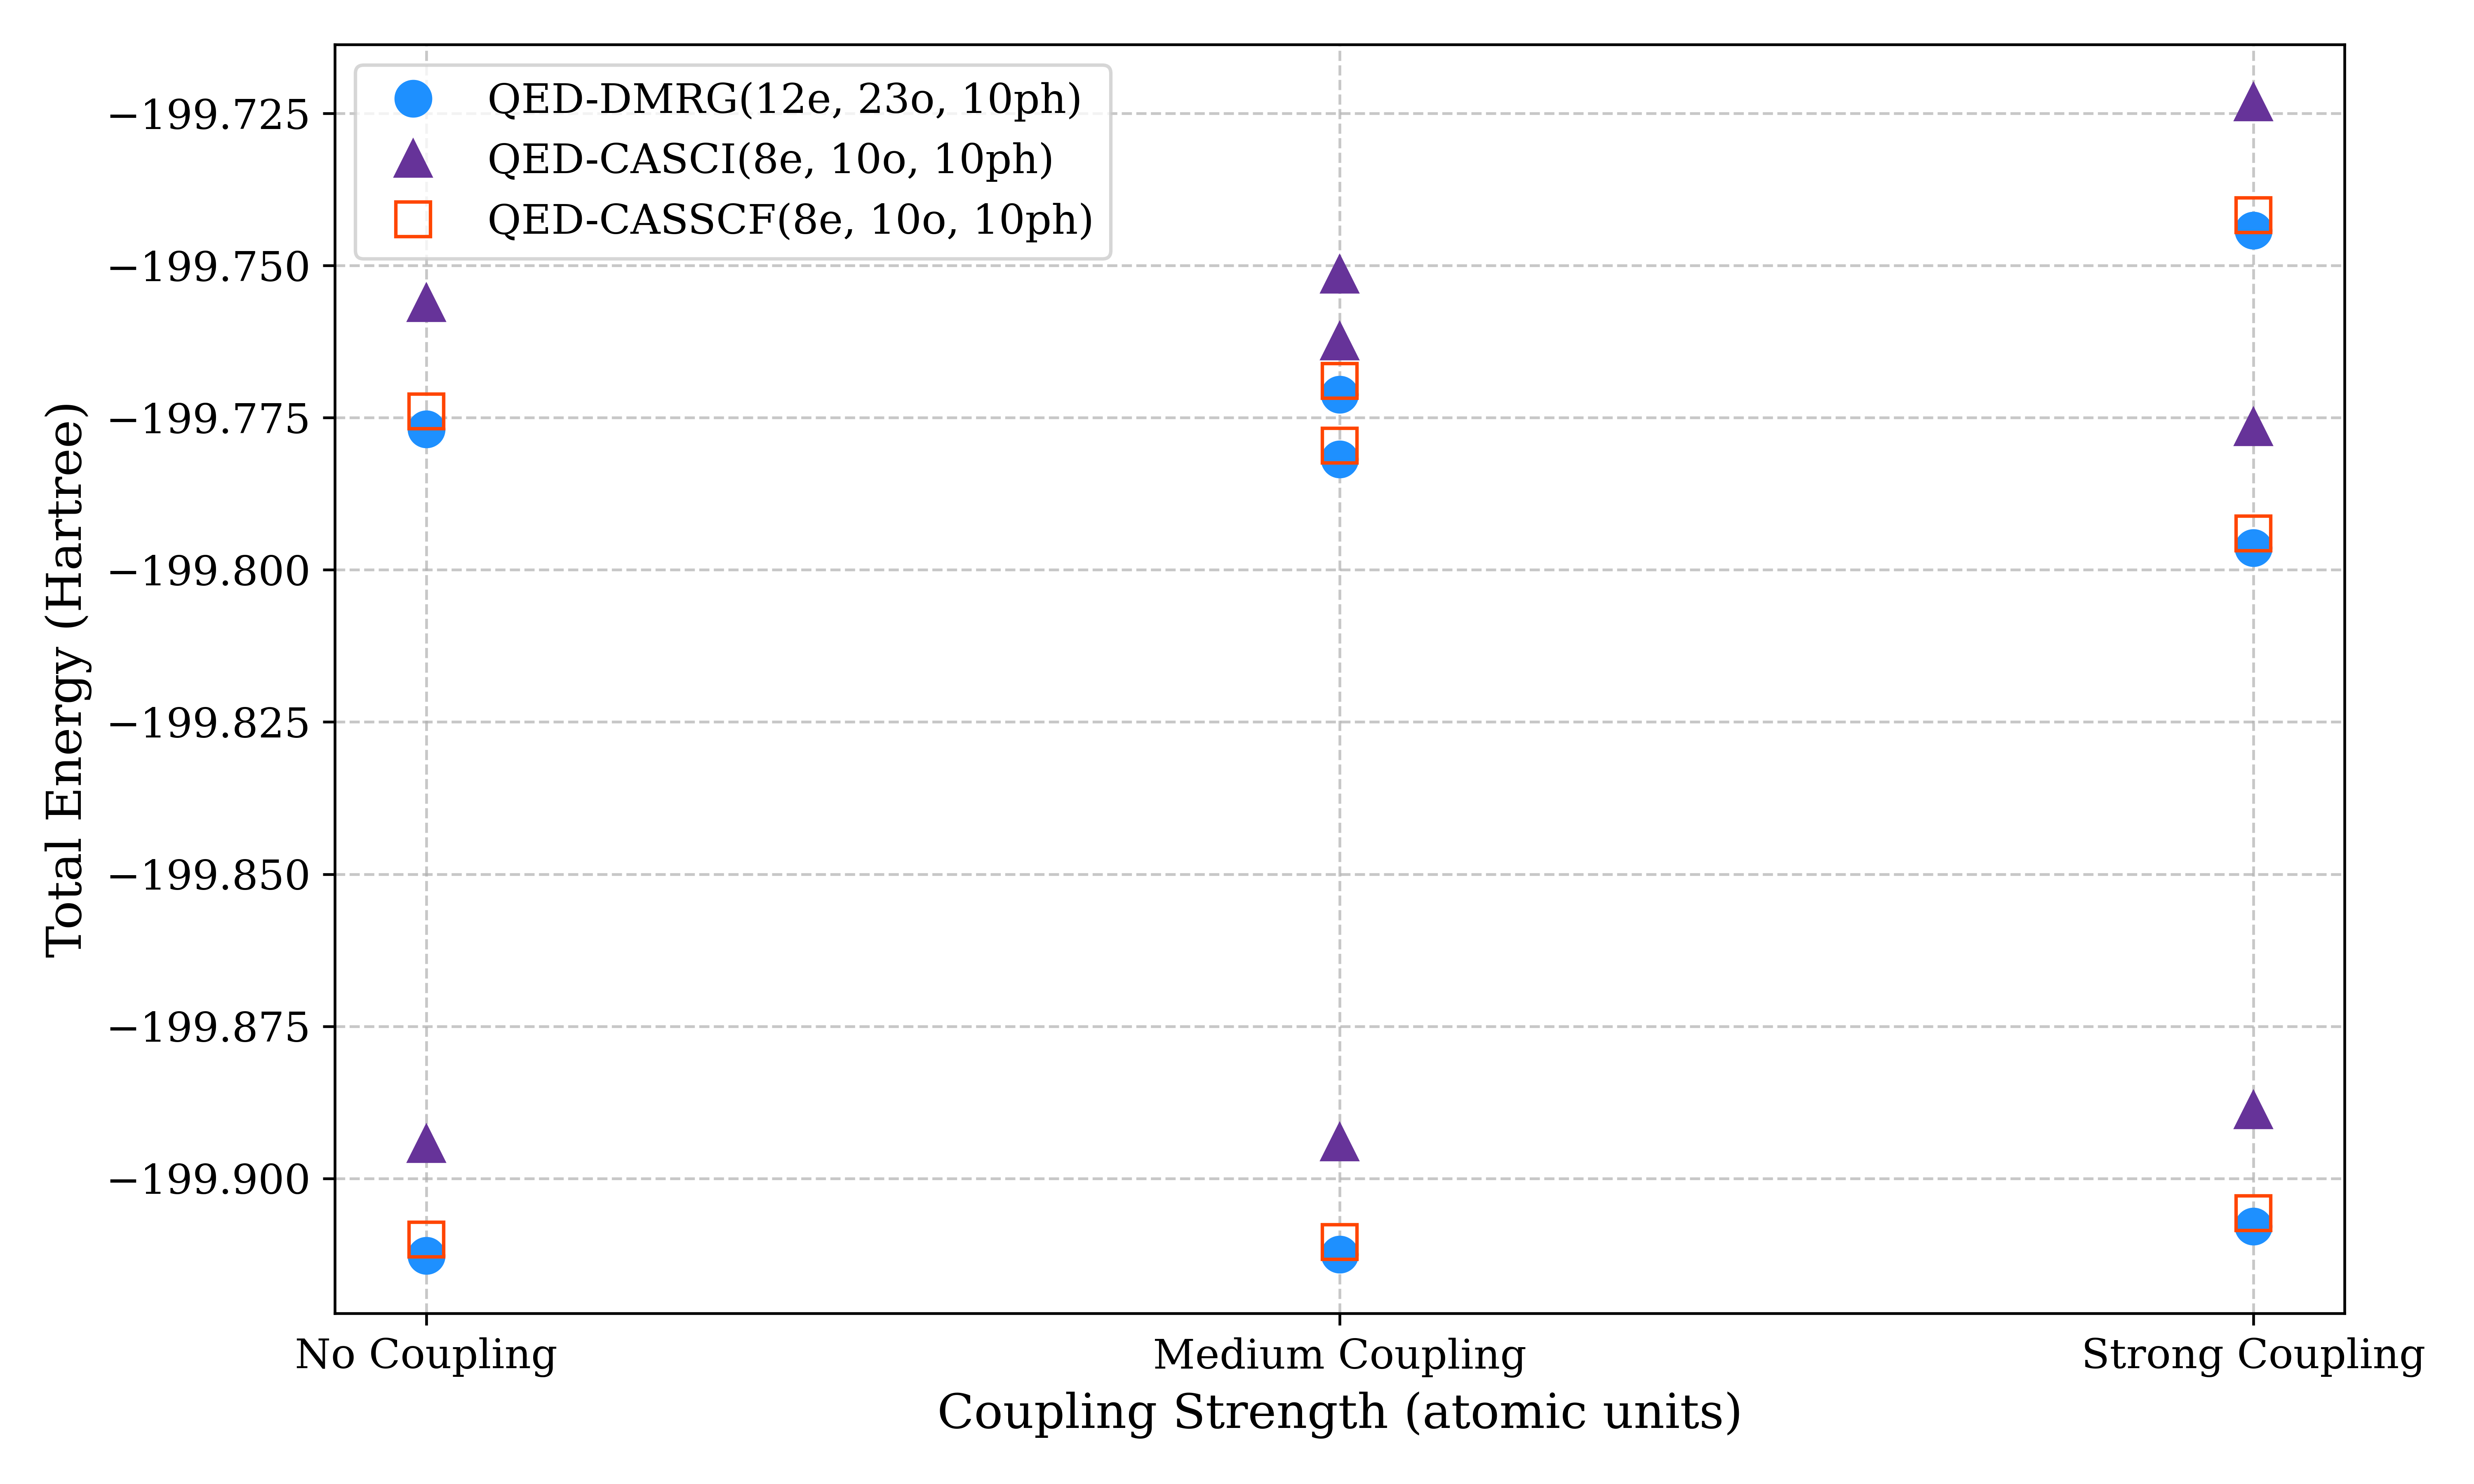 QED-DMRG(12e, 23o, 10ph)
QED-CASCI(8e, 10o, 10ph)
QED-CASSCF(8e, 10o, 10ph)
Total Energy (Hartree)
−199.725
−199.750
−199.775
−199.800
−199.825
−199.850
−199.875
−199.900
No Coupling
Medium Coupling
Strong Coupling
Coupling Strength (atomic units)